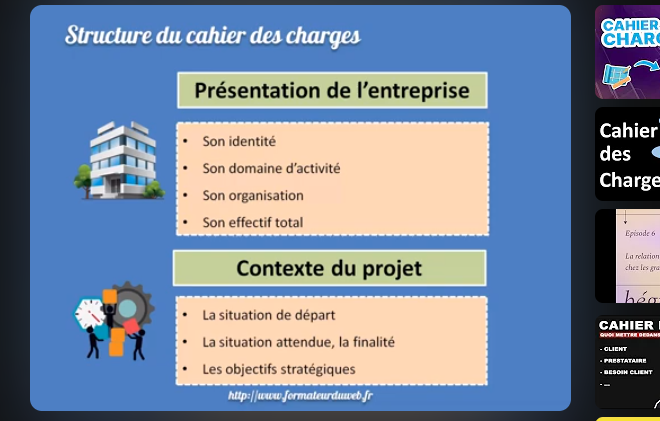 Structure du cahier des charges
Présentation de l'entreprise
• Son identité
• Son domaine d'activité
• Son organisation
• Son effectif total
Contexte du projet
• La situation de départ
• La situation attendue, la finalité
• Les objectifs stratégiques
http://www.formateurduweb.fr
CAHIER
Cahier
des
Charge
Episode 6
La relation
chez les gra
CAHIER
QUOI METTRE DEDANS
- CLIENT
- PRESTATAIRE
- BESOIN CLIENT
- ...